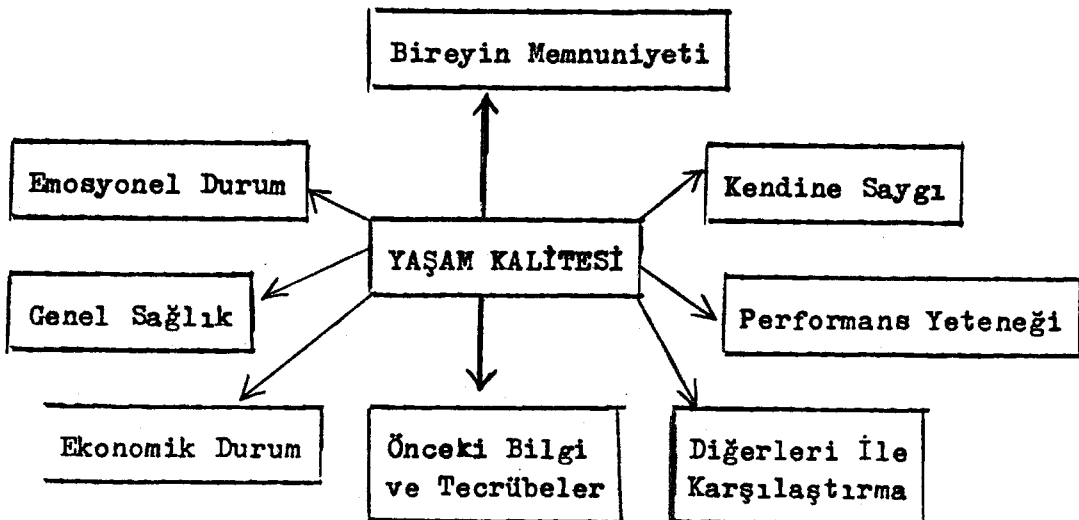 Bireyin Memnuniyeti
Emosyonel Durum
Kendine Saygı
YAŞAM KALİTESİ
Genel Sağlık
Performans Yeteneği
Ekonomik Durum
Önceki Bilgi
ve Tecrübeler
Diğerleri İle
Karşılaştırma